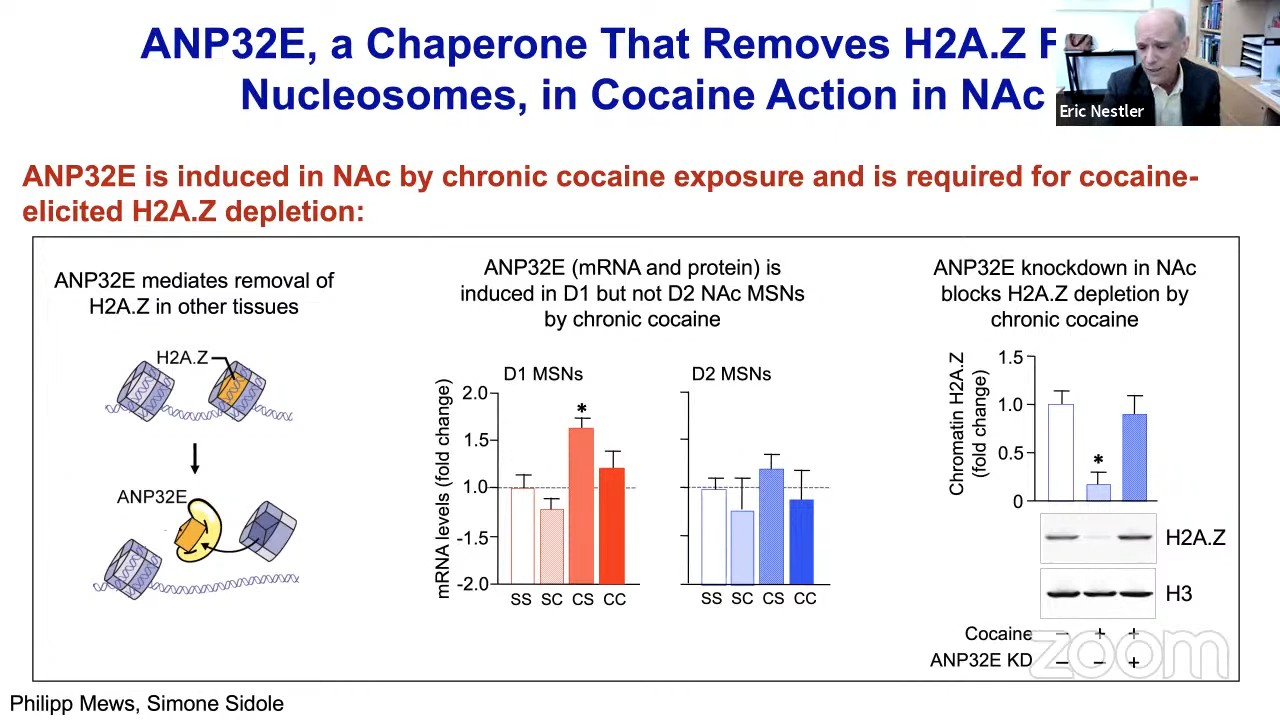 ANP32E, a Chaperone That Removes H2A.Z F
Nucleosomes, in Cocaine Action in NAc
Eric Nestler
ANP32E is induced in NAc by chronic cocaine exposure and is required for cocaine-
elicited H2A.Z depletion:
ANP32E mediates removal of
H2A.Z in other tissues
H2A.Z
ANP32E
ANP32E (mRNA and protein) is
induced in D1 but not D2 NAc MSNs
by chronic cocaine
D1 MSNs
D2 MSNs
mRNA levels (fold change)
2.0
1.5
1.0
-1.5
-2.0
*
SS SC CS CC
SS SC CS CC
ANP32E knockdown in NAc
blocks H2A.Z depletion by
chronic cocaine
Chromatin H2A.Z
(fold change)
1.5
1.0
0.5
0
*
H2A.Z
H3
Cocaine – + +
ANP32E KD – – +
zoom
Philipp Mews, Simone Sidole